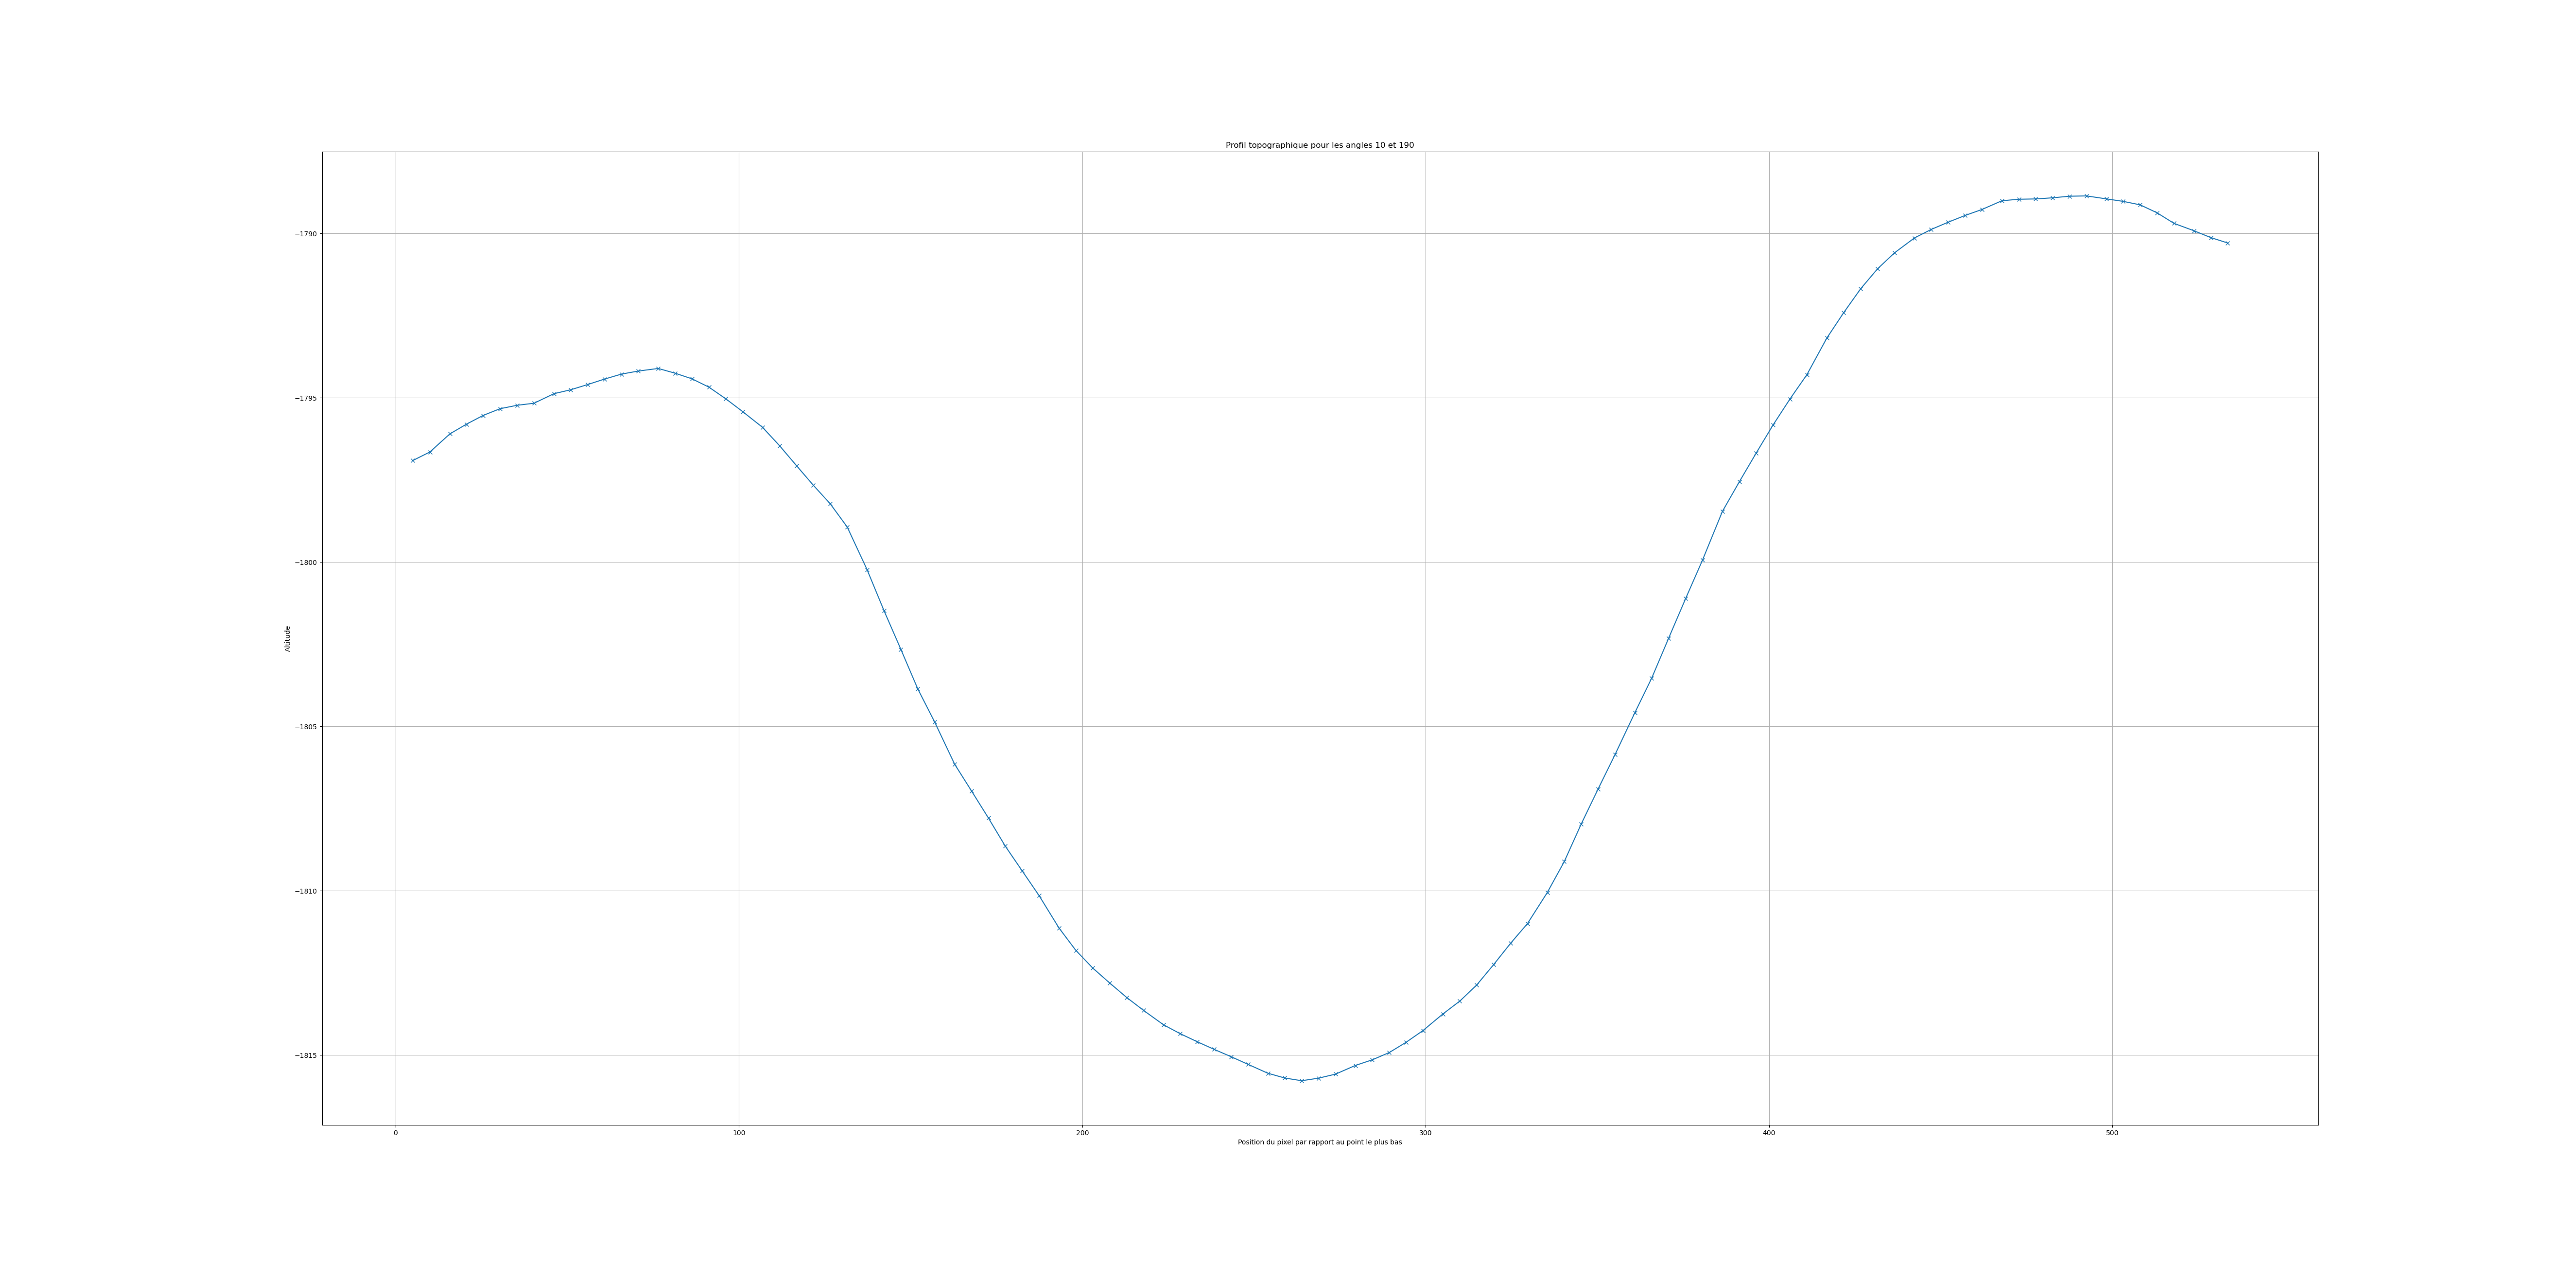 Profil topographique pour les angles 10 et 190
−1790
−1795
−1800
Altitude
−1805
−1810
−1815
0 100 200 300 400 500
Position du pixel par rapport au point le plus bas